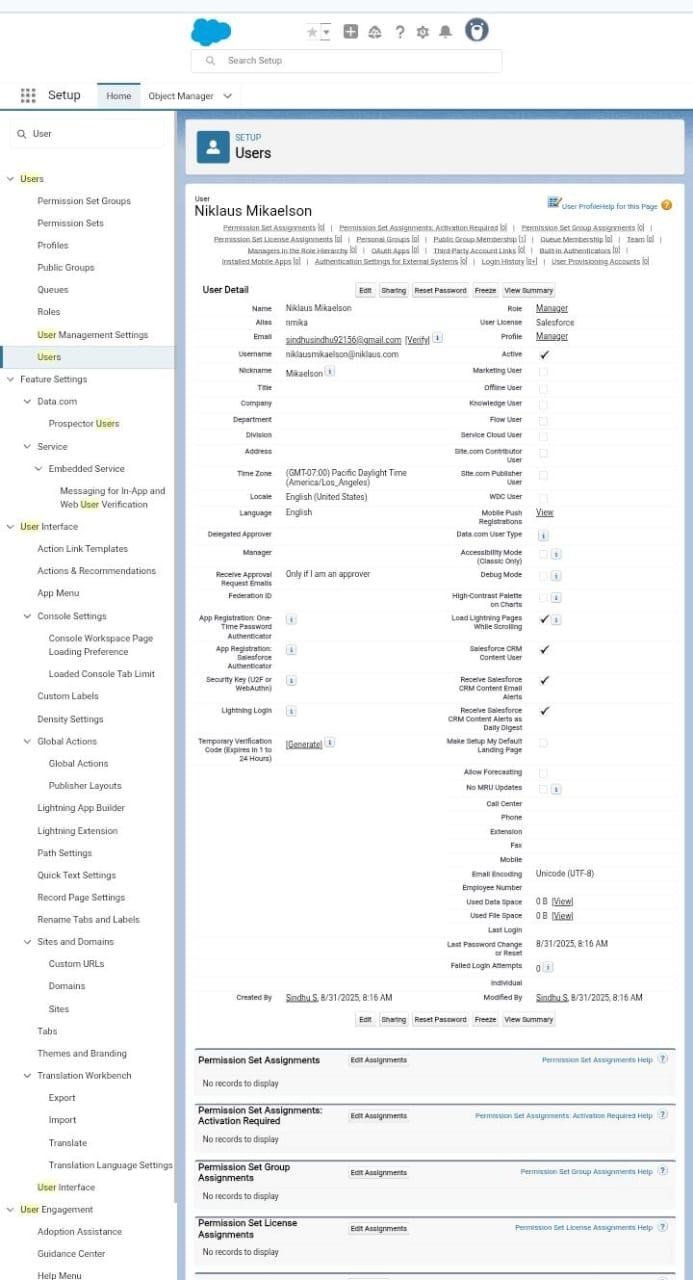 Search Setup
Setup
Home
Object Manager
User
Users
Permission Set Groups
Permission Sets
Profiles
Public Groups
Queues
Roles
User Management Settings
Users
Feature Settings
Data.com
Prospector Users
Service
Embedded Service
Messaging for In-App and
Web User Verification
User Interface
Action Link Templates
Actions & Recommendations
App Menu
Console Settings
Console Workspace Page
Loading Preference
Loaded Console Tab Limit
Custom Labels
Density Settings
Global Actions
Global Actions
Publisher Layouts
Lightning App Builder
Lightning Extension
Path Settings
Quick Text Settings
Record Page Settings
Rename Tabs and Labels
Sites and Domains
Custom URLs
Domains
Sites
Tabs
Themes and Branding
Translation Workbench
Export
Import
Translate
Translation Language Settings
User Interface
User Engagement
Adoption Assistance
Guidance Center
Help Menu
SETUP
Users
User
Niklaus Mikaelson
User Profile Help for this Page
Permission Set Assignments [0] | Permission Set Assignments: Activation Required [0] | Permission Set Group Assignments [0] |
Permission Set License Assignments [0] | Personal Groups [0] | Public Group Membership [1] | Queue Membership [0] | Team [0] |
Managers in the Role Hierarchy [0] | OAuth Apps [0] | Third-Party Account Links [0] | Built-in Authenticators [0] |
Installed Mobile Apps [0] | Authentication Settings for External Systems [0] | Login History [0+] | User Provisioning Accounts [0]
User Detail
Edit Sharing Reset Password Freeze View Summary
Name Niklaus Mikaelson Role Manager
Alias nmika User License Salesforce
Email sindhusindhu92156@gmail.com [Verify] Profile Manager
Username niklausmikaelson@niklaus.com Active
Nickname Mikaelson Marketing User
Title Offline User
Company Knowledge User
Department Flow User
Division Service Cloud User
Address Site.com Contributor
User
Time Zone (GMT-07:00) Pacific Daylight Time
(America/Los_Angeles) Site.com Publisher
User
Locale English (United States) WDC User
Language English Mobile Push
Registrations View
Delegated Approver Data.com User Type
Manager Accessibility Mode
(Classic Only)
Receive Approval
Request Emails Only if I am an approver Debug Mode
Federation ID High-Contrast Palette
on Charts
App Registration: One-
Time Password
Authenticator
Load Lightning Pages
While Scrolling
App Registration:
Salesforce
Authenticator
Salesforce CRM
Content User
Security Key (U2F or
WebAuthn)
Receive Salesforce
CRM Content Email
Alerts
Lightning Login
Receive Salesforce
CRM Content Alerts as
Daily Digest
Temporary Verification
Code (Expires in 1 to
24 Hours)
[Generate]
Make Setup My Default
Landing Page
Allow Forecasting
No MRU Updates
Call Center
Phone
Extension
Fax
Mobile
Email Encoding Unicode (UTF-8)
Employee Number
Used Data Space 0 B [View]
Used File Space 0 B [View]
Last Login
Last Password Change
or Reset 8/31/2025, 8:16 AM
Failed Login Attempts 0
Individual
Created By Sindhu S, 8/31/2025, 8:16 AM Modified By Sindhu S, 8/31/2025, 8:16 AM
Edit Sharing Reset Password Freeze View Summary
Permission Set Assignments Edit Assignments Permission Set Assignments Help
No records to display
Permission Set Assignments:
Activation Required Edit Assignments Permission Set Assignments: Activation Required Help
No records to display
Permission Set Group
Assignments Edit Assignments Permission Set Group Assignments Help
No records to display
Permission Set License
Assignments Edit Assignments Permission Set License Assignments Help
No records to display